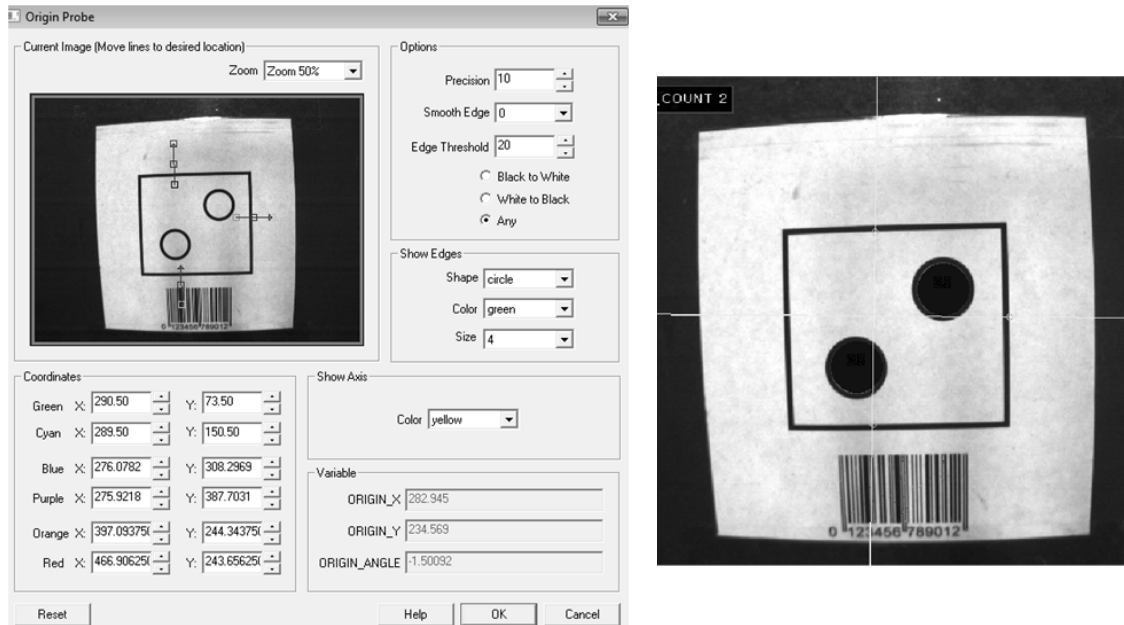 Origin Probe
Current Image (Move lines to desired location)
Zoom Zoom 50%
0 123456 789012
Options
Precision 10
Smooth Edge 0
Edge Threshold 20
Black to White
White to Black
Any
Show Edges
Shape circle
Color green
Size 4
Coordinates
Green X: 290.50 Y: 73.50
Cyan X: 289.50 Y: 150.50
Blue X: 276.0782 Y: 308.2969
Purple X: 275.9218 Y: 387.7031
Orange X: 397.093750 Y: 244.343750
Red X: 466.906250 Y: 243.656250
Show Axis
Color yellow
Variable
ORIGIN_X 282.945
ORIGIN_Y 234.569
ORIGIN_ANGLE -1.50092
Reset
Help
OK
Cancel
COUNT 2
0 123456 789012